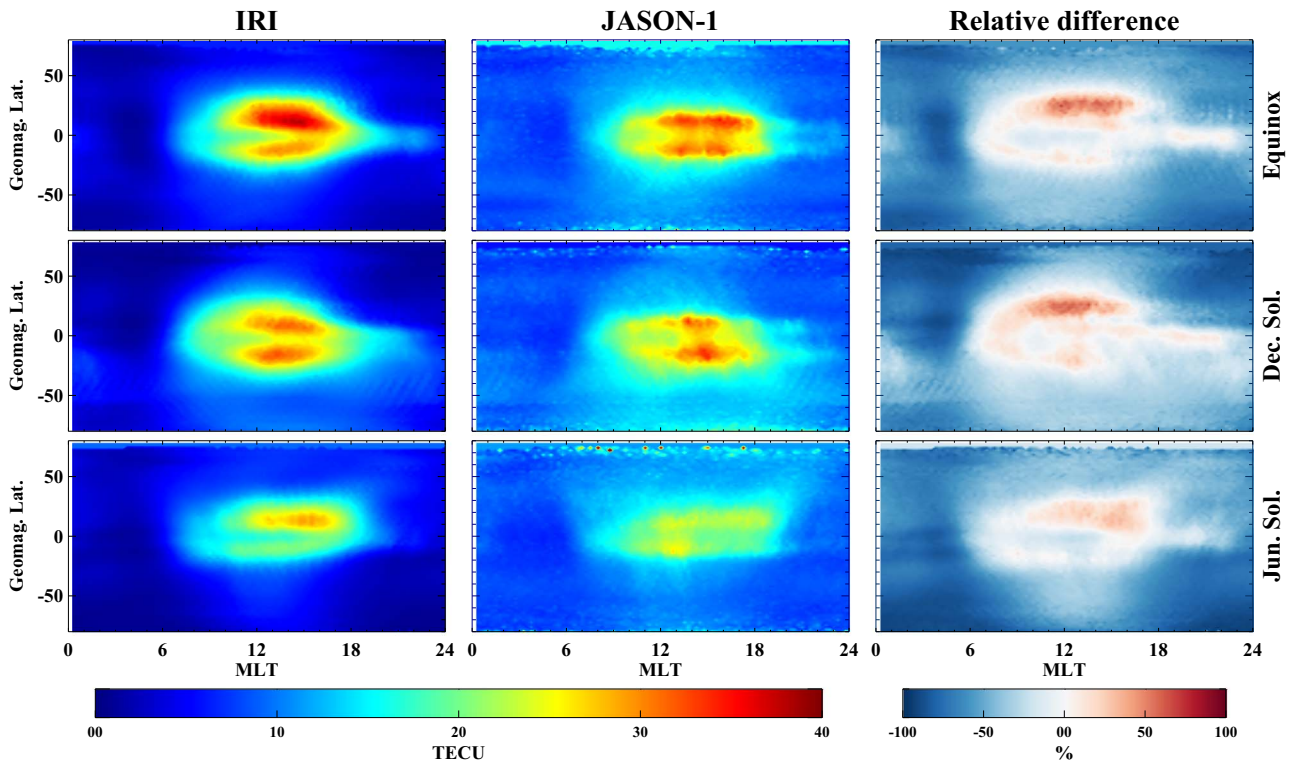 IRI JASON-1 Relative difference
Geomag. Lat. 50 0 -50 Equinox
Geomag. Lat. 50 0 -50 Dec. Sol.
Geomag. Lat. 50 0 -50 Jun. Sol.
0 6 12 18 24 0 6 12 18 24 0 6 12 18 24
MLT MLT MLT
00 10 20 30 40 -100 -50 00 50 100
TECU %